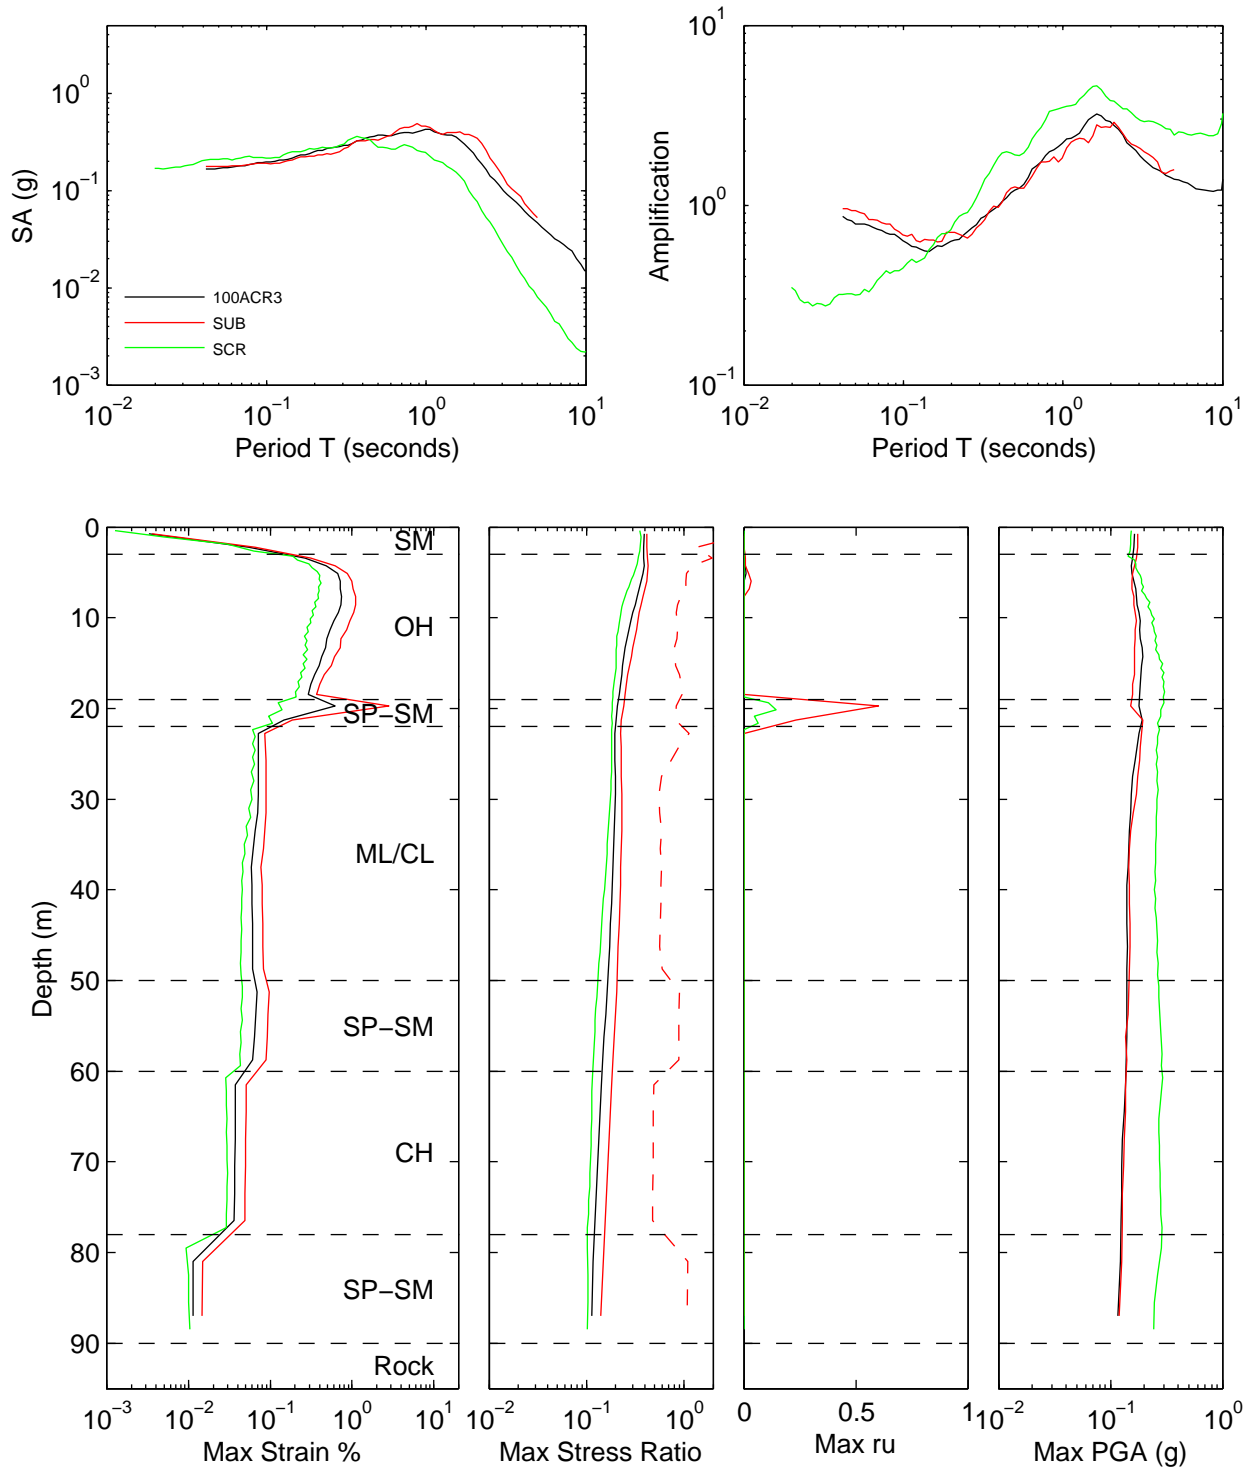 10^1
10^0
SA (g)
10^0
10^−1
Amplification
10^0
10^−2
100ACR3
SUB
SCR
10^−3
10^−1
10^−2 10^−1 10^0 10^1
10^−2 10^−1 10^0 10^1
Period T (seconds)
Period T (seconds)
0
SM
10
OH
20
SP−SM
30
ML/CL
40
Depth (m)
50
SP−SM
60
CH
70
80
SP−SM
90
Rock
10^−3 10^−2 10^−1 10^0 10^1
10^−1 10^0
0 0.5 1
10^−1 10^0
Max Strain %
Max Stress Ratio
Max ru
Max PGA (g)